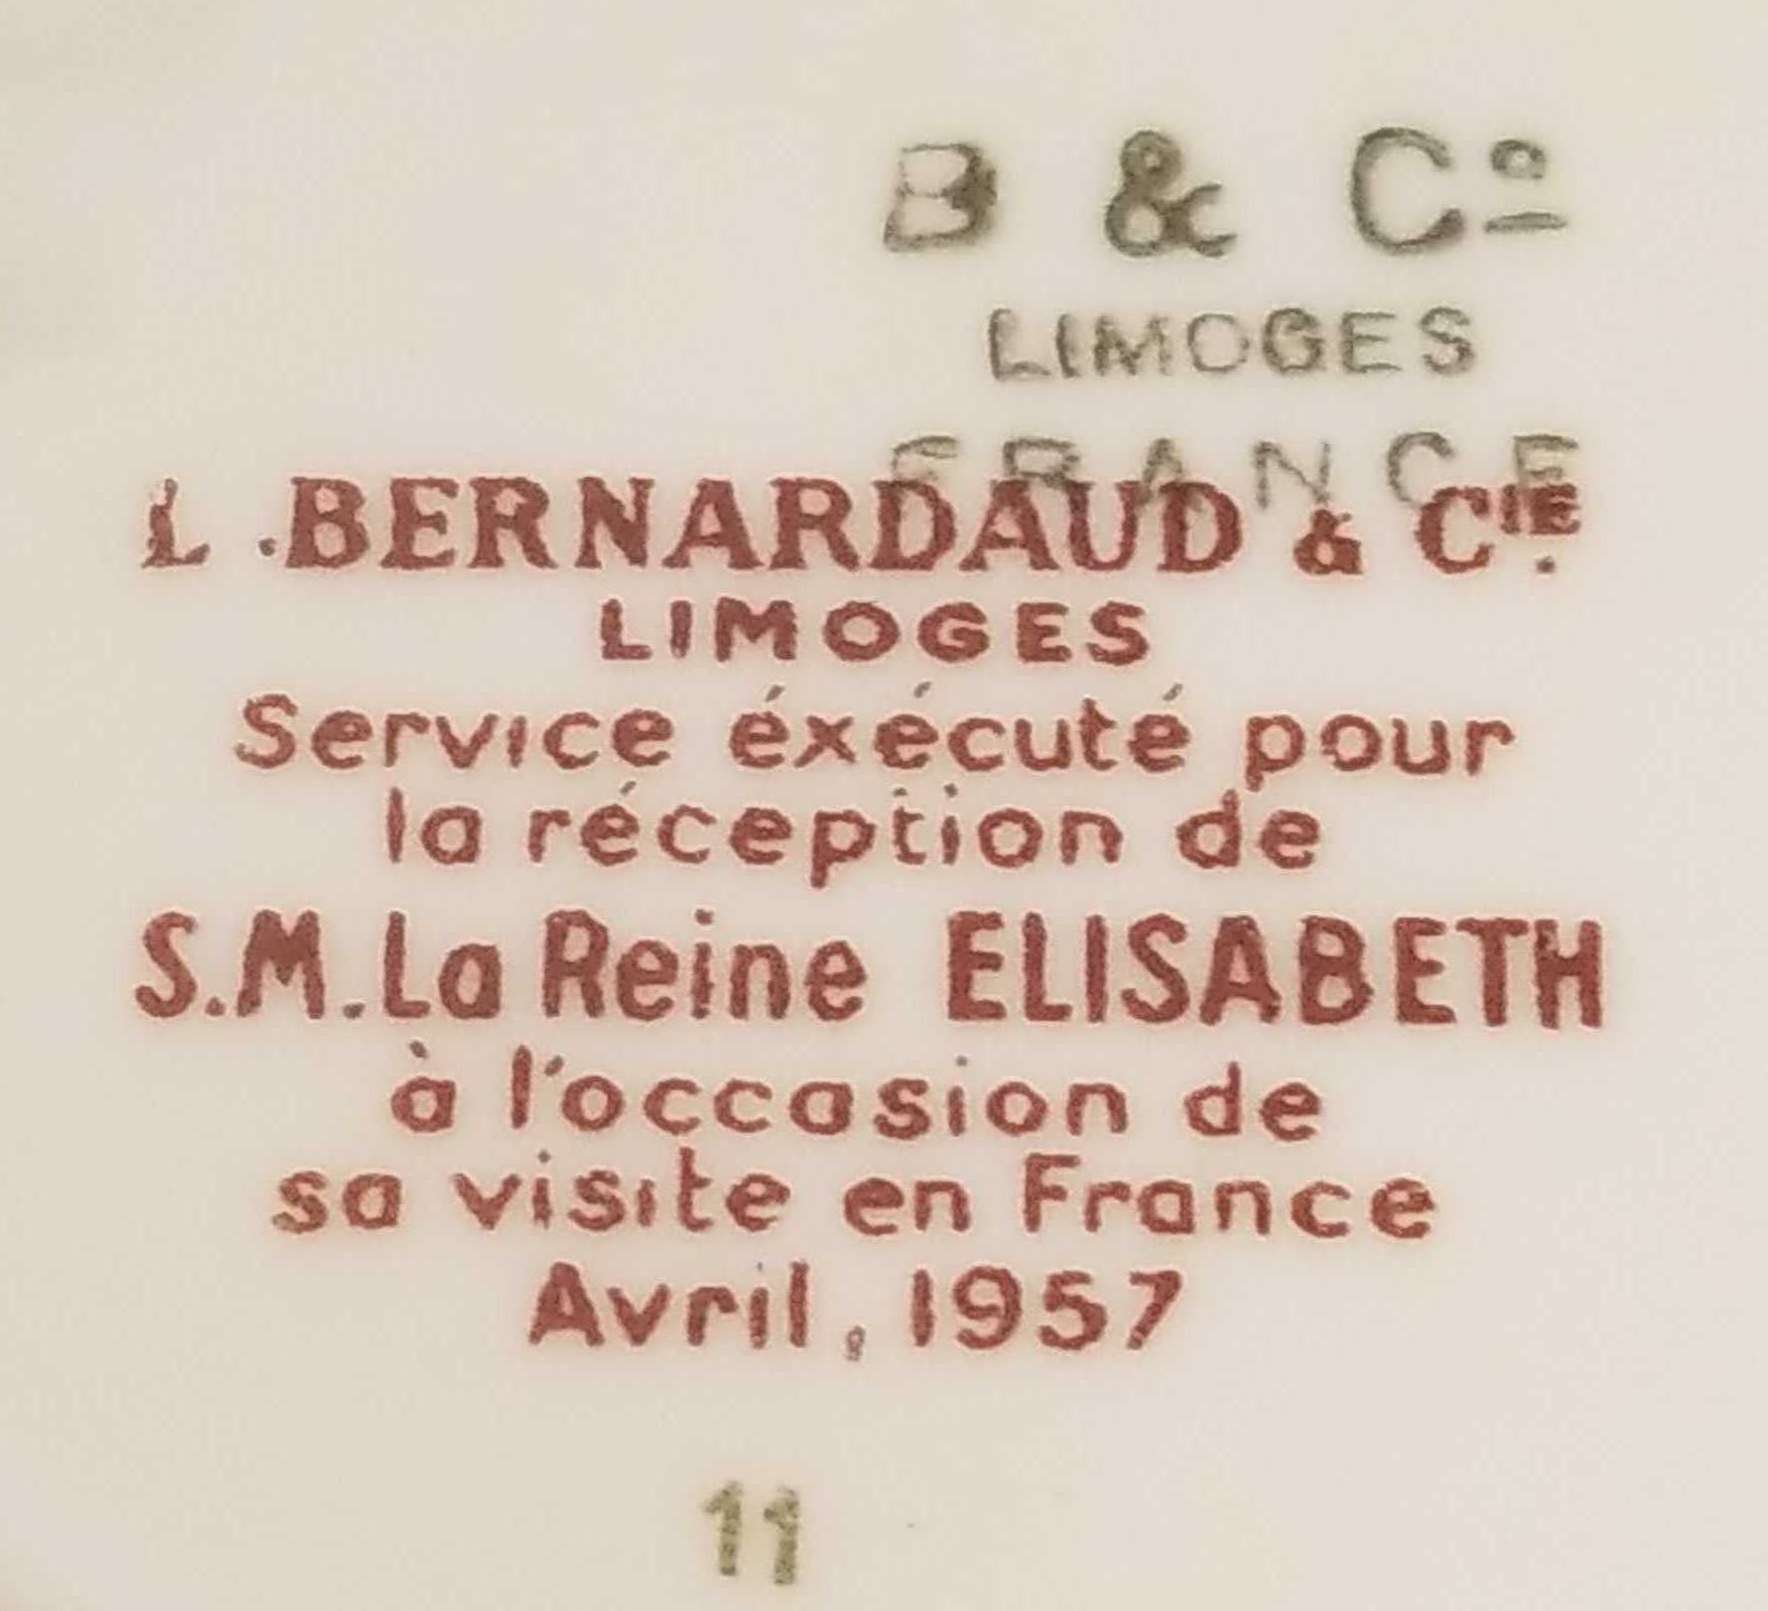 B & Cº
LIMOGES
FRANCE
L. BERNARDAUD & CIE.
LIMOGES
Service éxécuté pour
la réception de
S.M. La Reine ELISABETH
à l'occasion de
sa visite en France
Avril, 1957
11